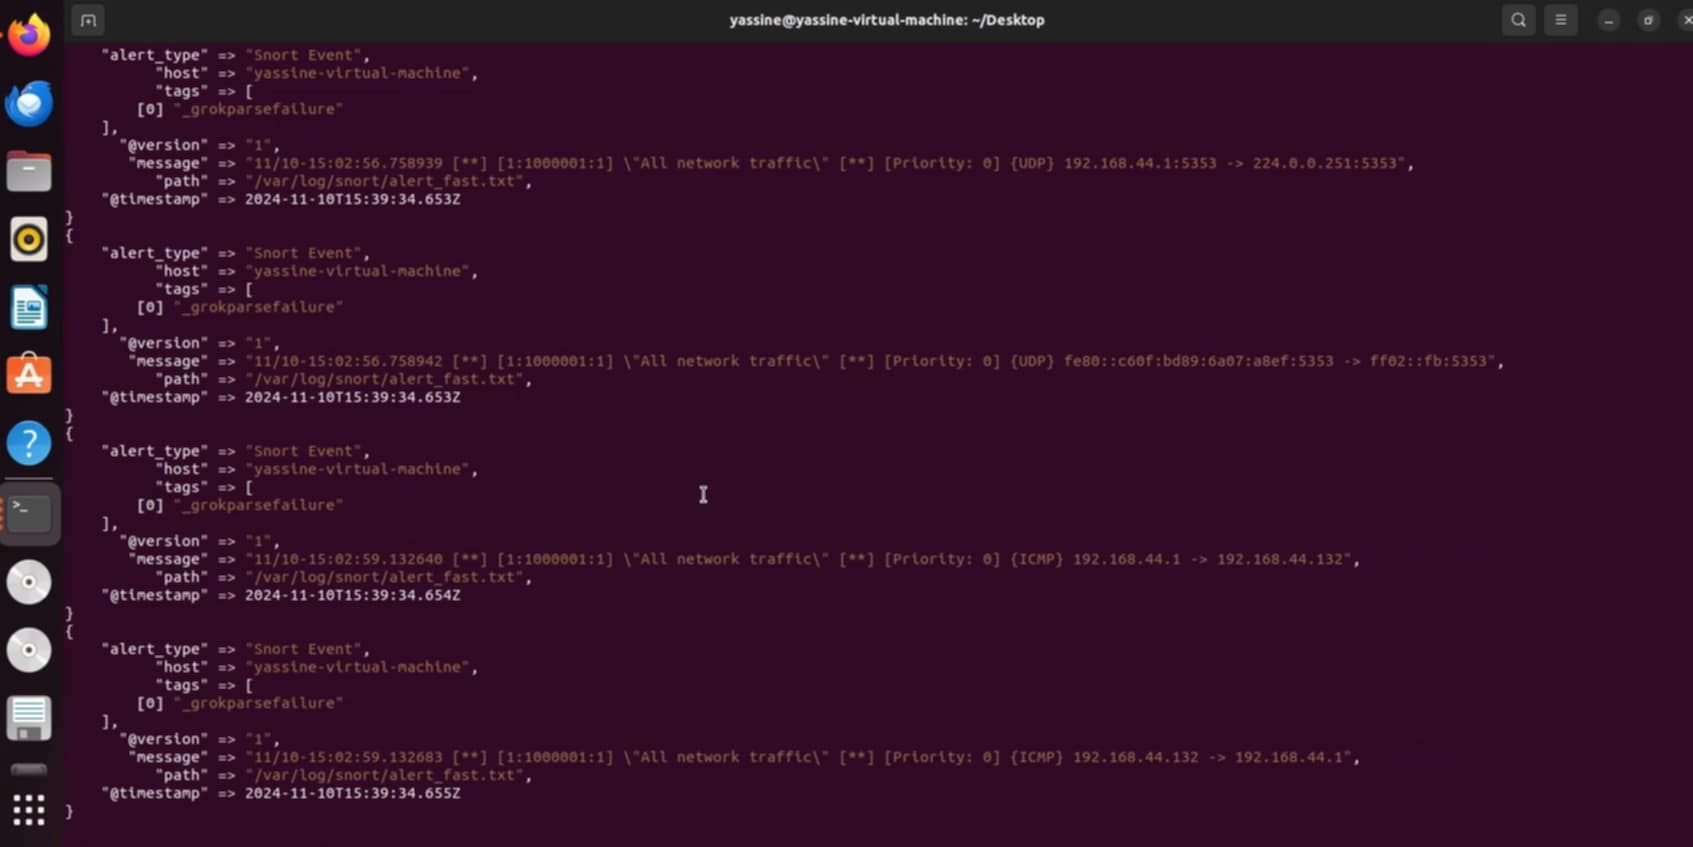 yassine@yassine-virtual-machine: ~/Desktop
"alert_type" => "Snort Event",
"host" => "yassine-virtual-machine",
"tags" => [
[0] "_grokparsefailure"
],
"@version" => "1",
"message" => "11/10-15:02:56.758939 [**] [1:1000001:1] \"All network traffic\" [**] [Priority: 0] {UDP} 192.168.44.1:5353 -> 224.0.0.251:5353",
"path" => "/var/log/snort/alert_fast.txt",
"@timestamp" => 2024-11-10T15:39:34.653Z
}
{
"alert_type" => "Snort Event",
"host" => "yassine-virtual-machine",
"tags" => [
[0] "_grokparsefailure"
],
"@version" => "1",
"message" => "11/10-15:02:56.758942 [**] [1:1000001:1] \"All network traffic\" [**] [Priority: 0] {UDP} fe80::c60f:bd89:6a07:a8ef:5353 -> ff02::fb:5353",
"path" => "/var/log/snort/alert_fast.txt",
"@timestamp" => 2024-11-10T15:39:34.653Z
}
{
"alert_type" => "Snort Event",
"host" => "yassine-virtual-machine",
"tags" => [
[0] "_grokparsefailure"
],
"@version" => "1",
"message" => "11/10-15:02:59.132640 [**] [1:1000001:1] \"All network traffic\" [**] [Priority: 0] {ICMP} 192.168.44.1 -> 192.168.44.132",
"path" => "/var/log/snort/alert_fast.txt",
"@timestamp" => 2024-11-10T15:39:34.654Z
}
{
"alert_type" => "Snort Event",
"host" => "yassine-virtual-machine",
"tags" => [
[0] "_grokparsefailure"
],
"@version" => "1",
"message" => "11/10-15:02:59.132683 [**] [1:1000001:1] \"All network traffic\" [**] [Priority: 0] {ICMP} 192.168.44.132 -> 192.168.44.1",
"path" => "/var/log/snort/alert_fast.txt",
"@timestamp" => 2024-11-10T15:39:34.655Z
}